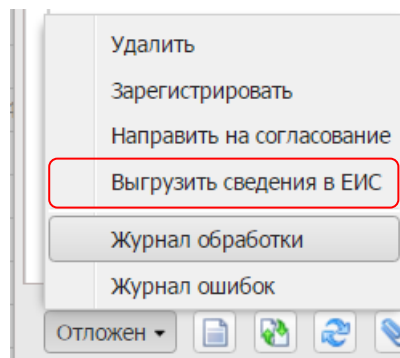 Удалить
Зарегистрировать
Направить на согласование
Выгрузить сведения в ЕИС
Журнал обработки
Журнал ошибок
Отложен